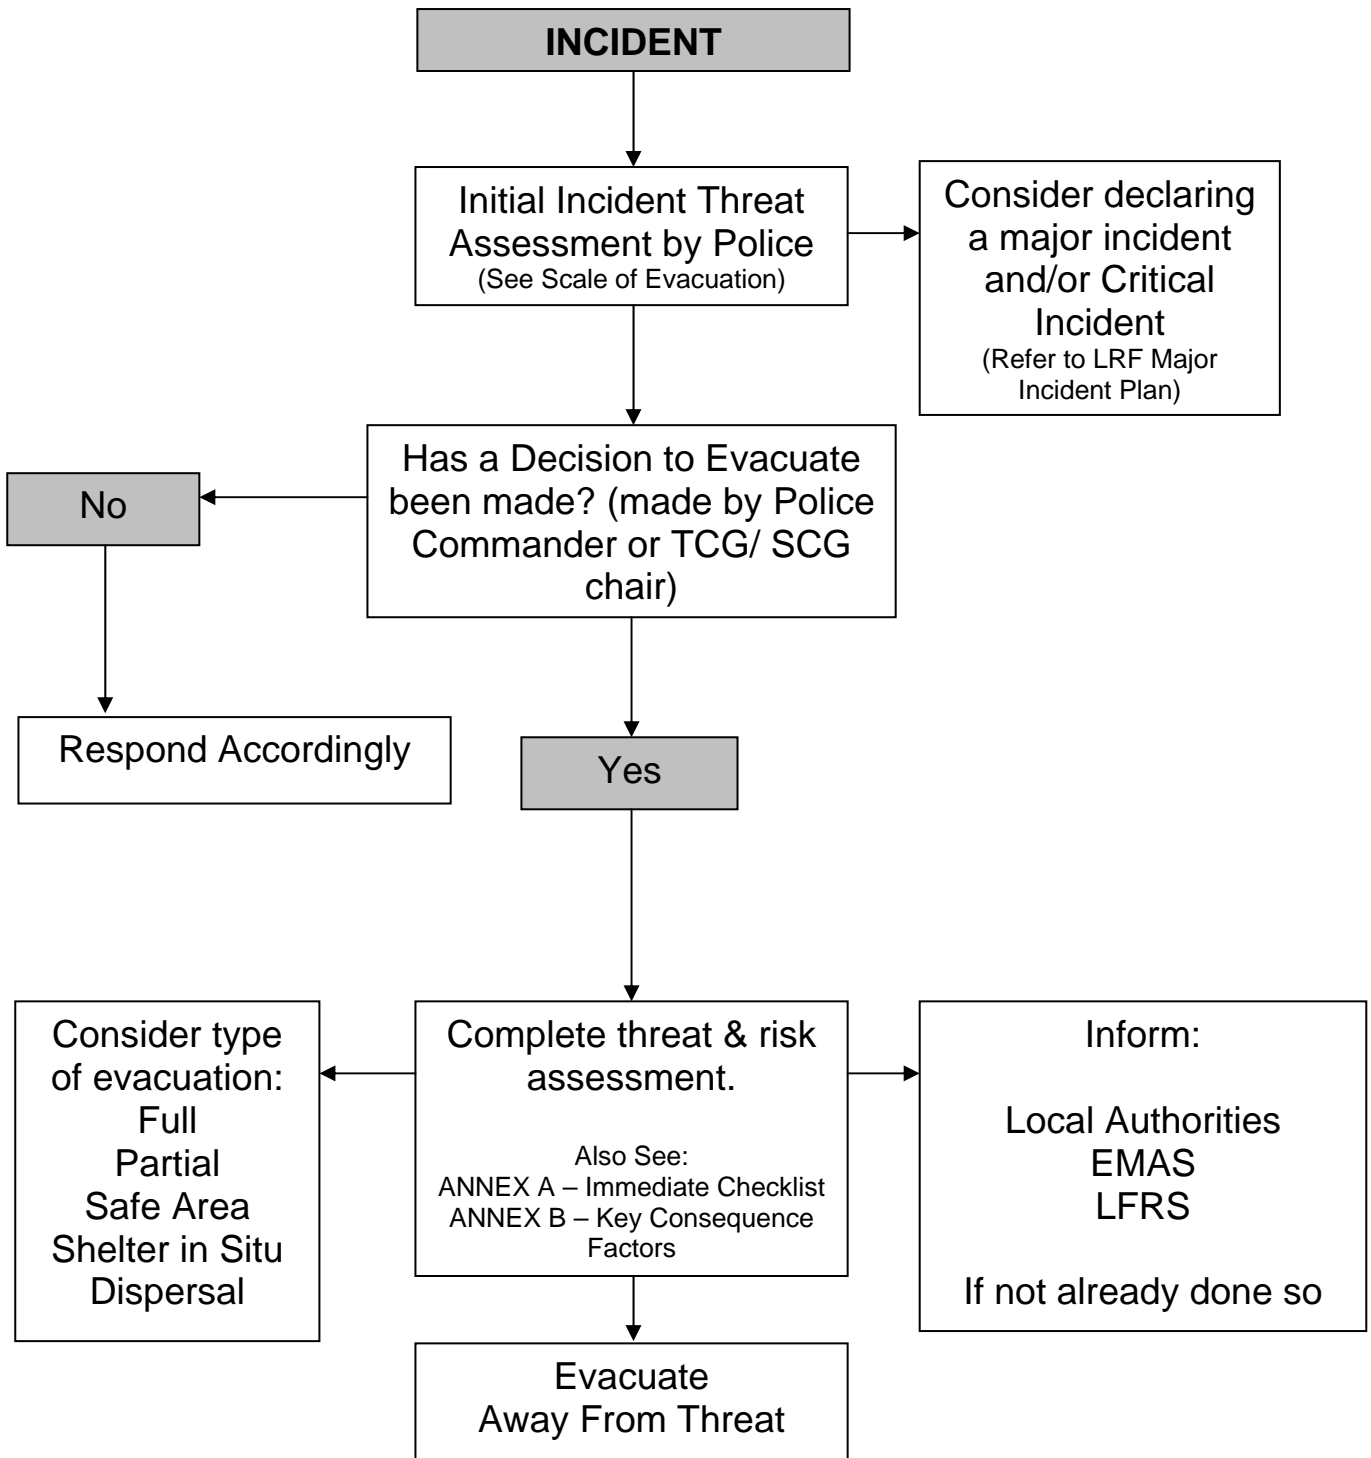 INCIDENT
Initial Incident Threat
Assessment by Police
(See Scale of Evacuation)
Consider declaring
a major incident
and/or Critical
Incident
(Refer to LRF Major
Incident Plan)
Has a Decision to Evacuate
been made? (made by Police
Commander or TCG/ SCG
chair)
No
Respond Accordingly
Yes
Consider type
of evacuation:
Full
Partial
Safe Area
Shelter in Situ
Dispersal
Complete threat & risk
assessment.
Also See:
ANNEX A – Immediate Checklist
ANNEX B – Key Consequence
Factors
Inform:
Local Authorities
EMAS
LFRS
If not already done so
Evacuate
Away From Threat